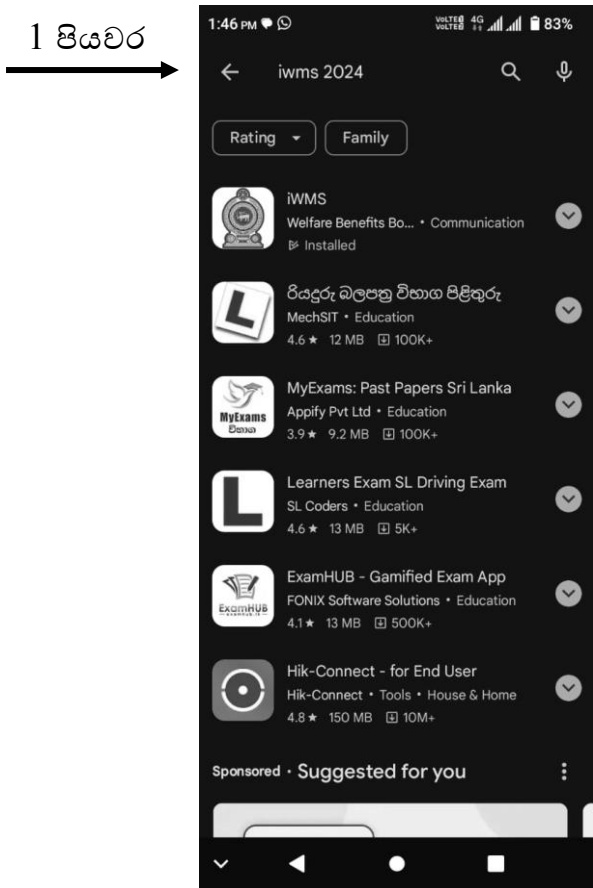 1 පියවර
1:46 PM VoLTE1 VoLTE2 4G 83%
iwms 2024
Rating Family
iWMS
Welfare Benefits Bo... • Communication
Installed
රියදුරු බලපත්‍ර විභාග පිළිතුරු
MechSIT • Education
4.6 ★ 12 MB 100K+
MyExams: Past Papers Sri Lanka
Appify Pvt Ltd • Education
3.9 ★ 9.2 MB 100K+
MyExams
විභාග
Learners Exam SL Driving Exam
SL Coders • Education
4.6 ★ 13 MB 5K+
ExamHUB - Gamified Exam App
FONIX Software Solutions • Education
4.1 ★ 13 MB 500K+
ExamHUB
Hik-Connect - for End User
Hik-Connect • Tools • House & Home
4.8 ★ 150 MB 10M+
Sponsored · Suggested for you